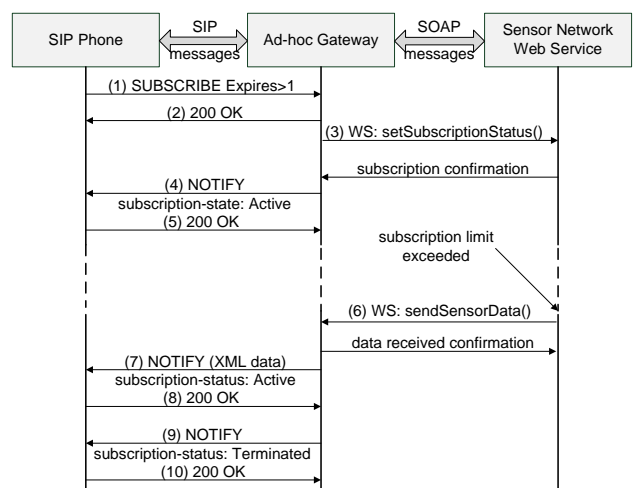 SIP Phone
SIP
messages
Ad-hoc Gateway
SOAP
messages
Sensor Network
Web Service
(1) SUBSCRIBE Expires>1
(2) 200 OK
(3) WS: setSubscriptionStatus()
subscription confirmation
(4) NOTIFY
subscription-state: Active
(5) 200 OK
subscription limit
exceeded
(6) WS: sendSensorData()
data received confirmation
(7) NOTIFY (XML data)
subscription-status: Active
(8) 200 OK
(9) NOTIFY
subscription-status: Terminated
(10) 200 OK